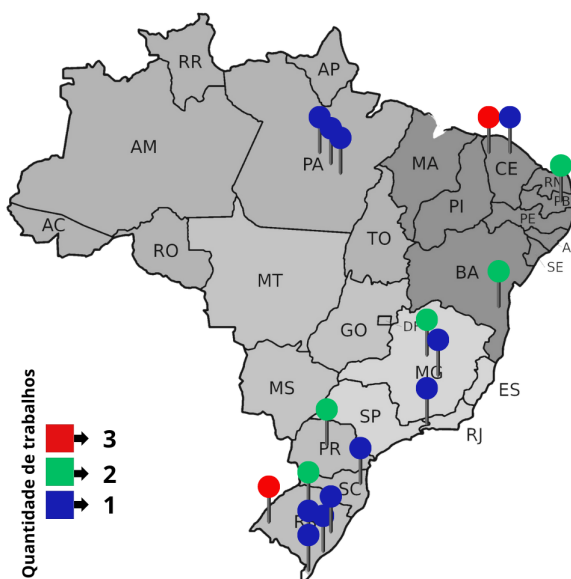 RR
AP
AM
PA
MA
CE
RN
PB
PI
PE
AC
TO
A
RO
SE
BA
MT
GO
DF
MG
MS
ES
SP
RJ
PR
SC
Quantidade de trabalhos
3
2
1